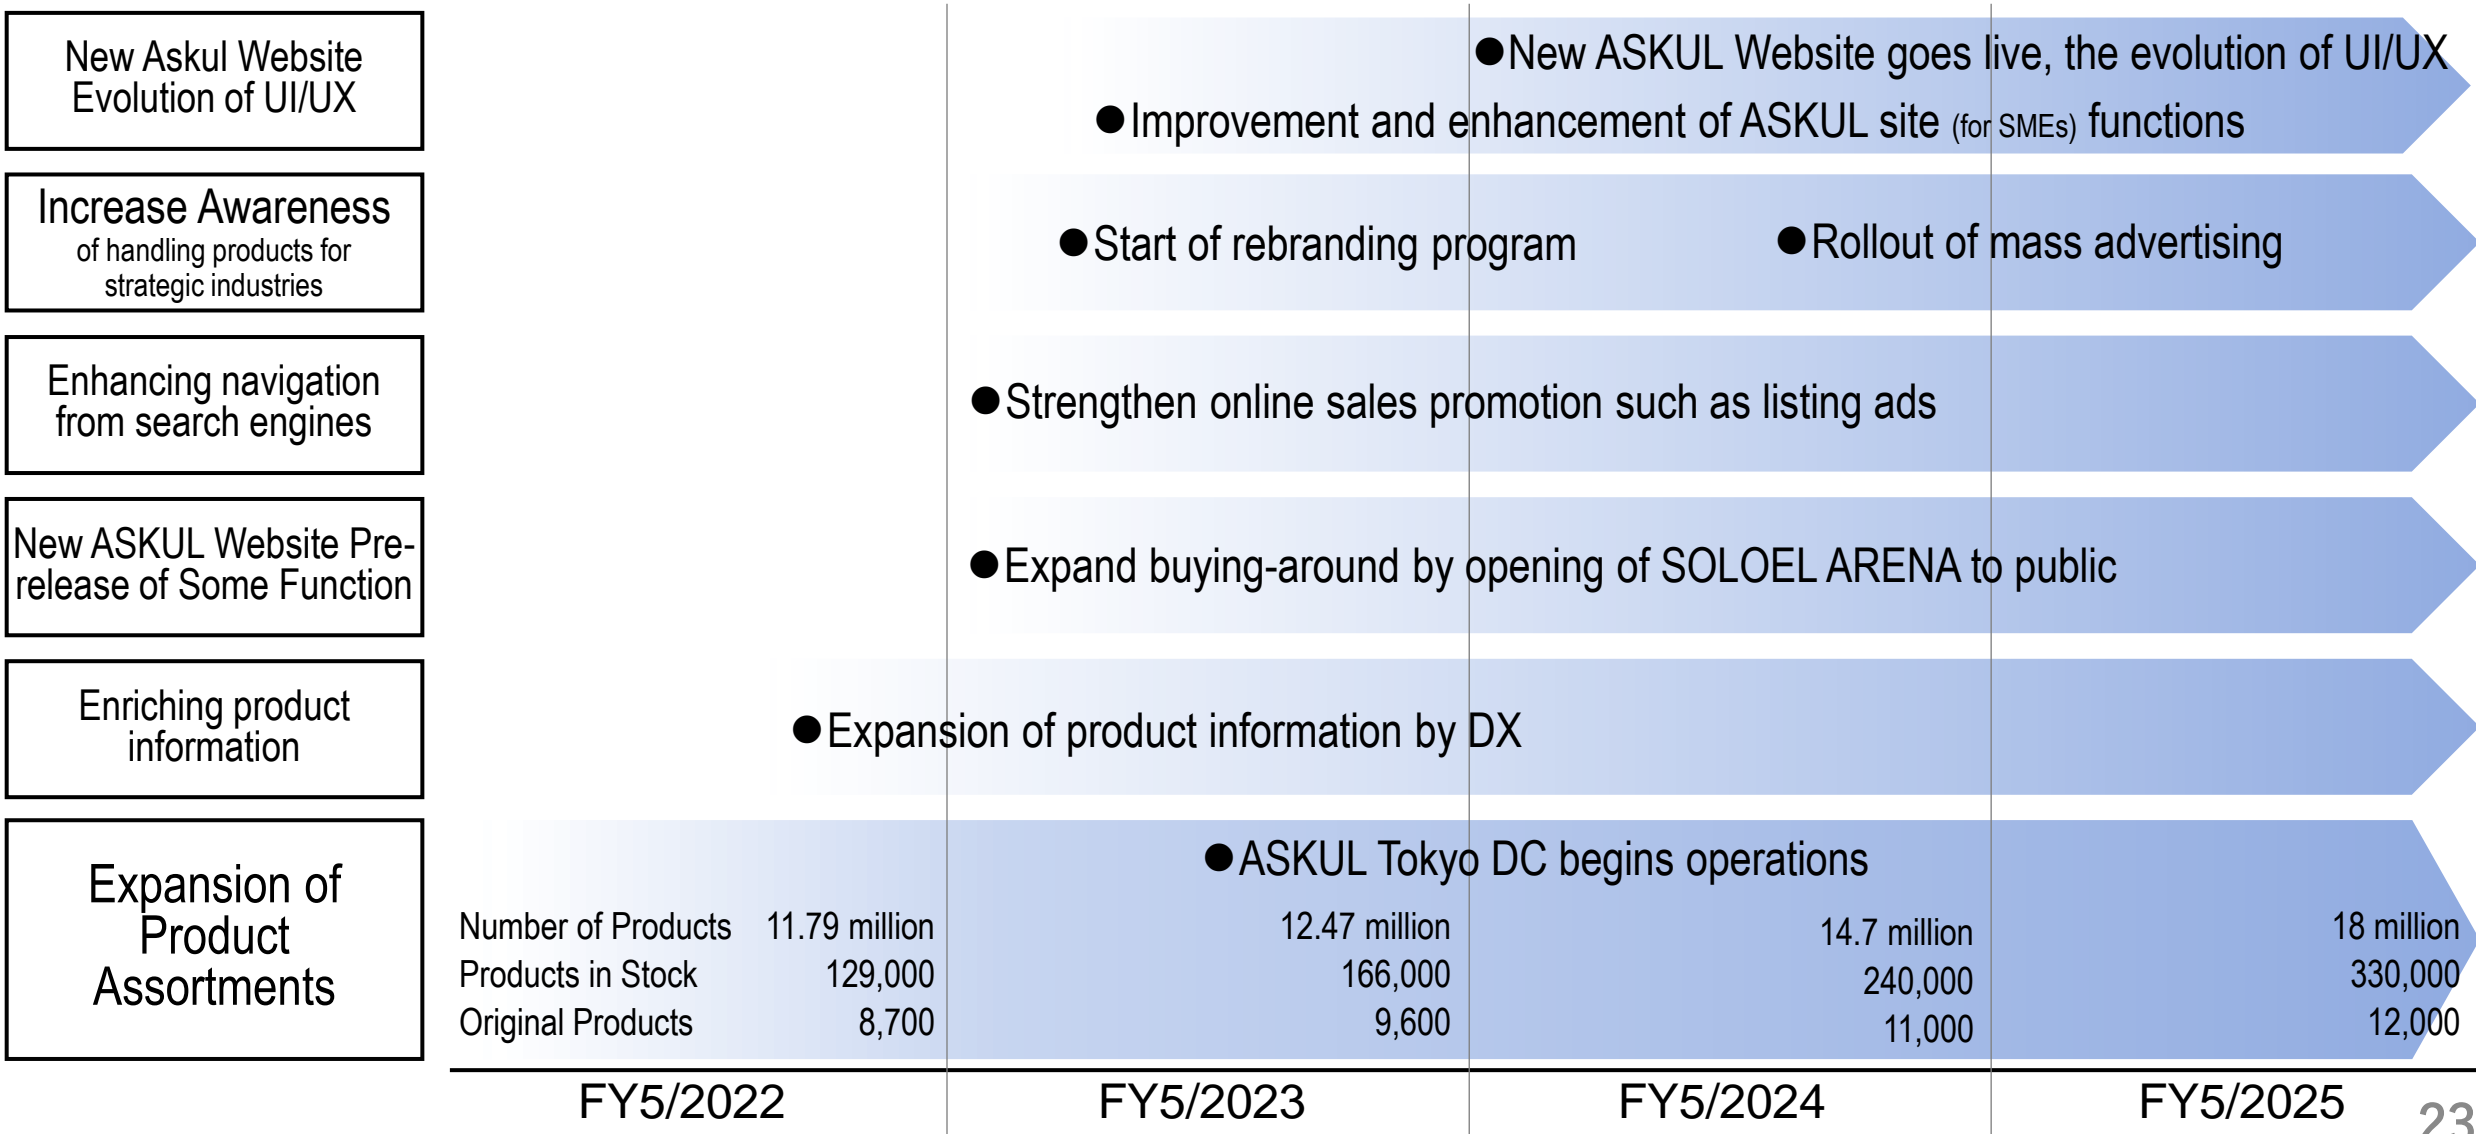 New Askul Website
Evolution of UI/UX
●New ASKUL Website goes live, the evolution of UI/UX
●Improvement and enhancement of ASKUL site (for SMEs) functions
Increase Awareness
of handling products for
strategic industries
●Start of rebranding program
●Rollout of mass advertising
Enhancing navigation
from search engines
●Strengthen online sales promotion such as listing ads
New ASKUL Website Pre-
release of Some Function
●Expand buying-around by opening of SOLOEL ARENA to public
Enriching product
information
●Expansion of product information by DX
Expansion of
Product
Assortments
●ASKUL Tokyo DC begins operations
Number of Products 11.79 million 12.47 million 14.7 million 18 million
Products in Stock 129,000 166,000 240,000 330,000
Original Products 8,700 9,600 11,000 12,000
FY5/2022 FY5/2023 FY5/2024 FY5/2025
23